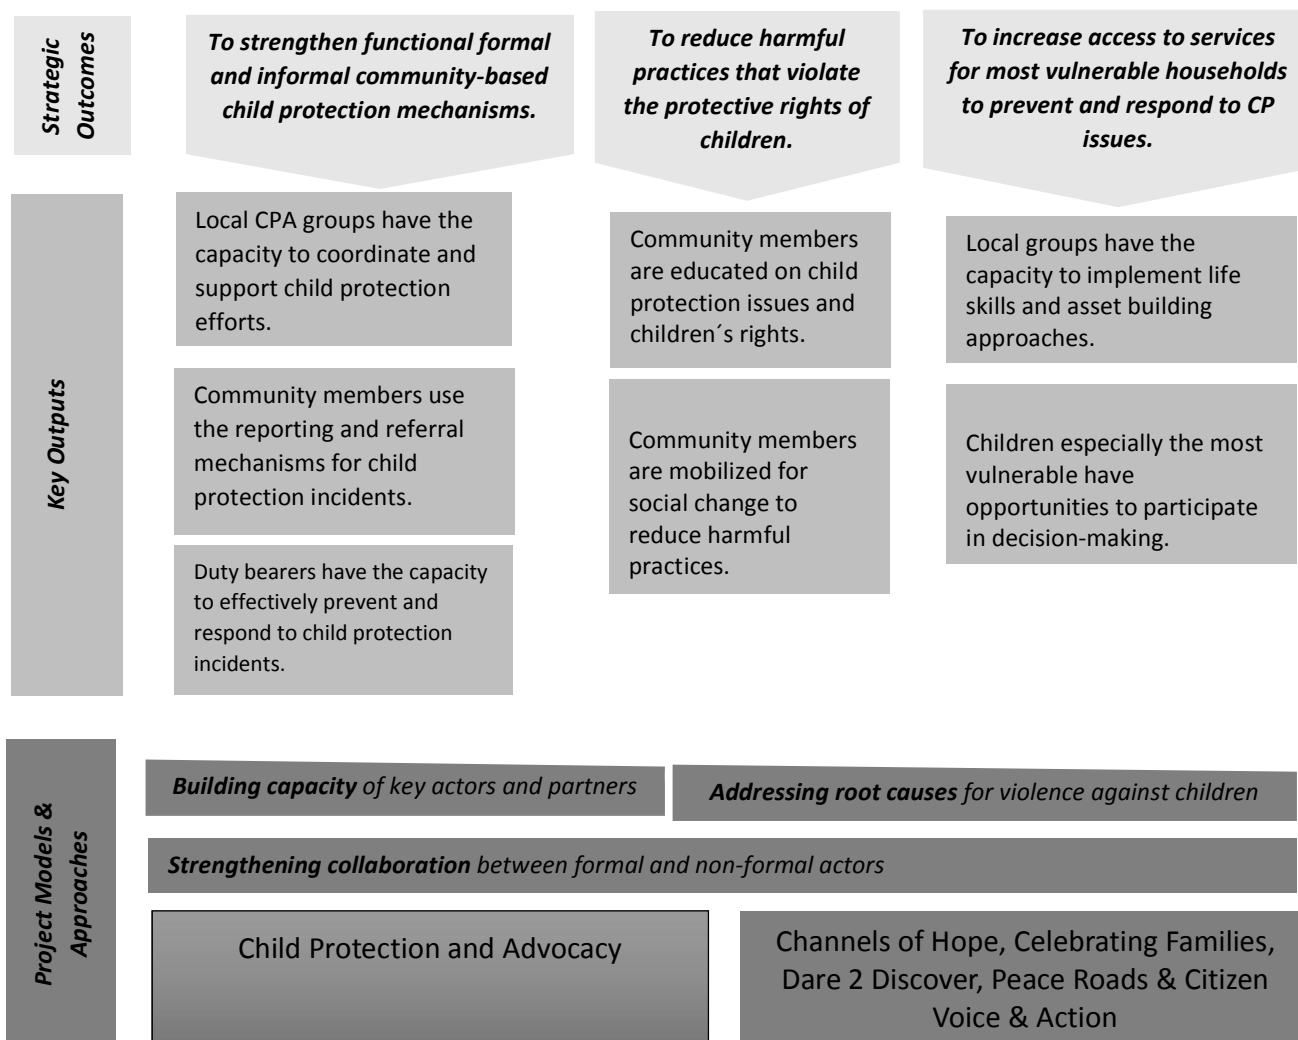 Strategic
Outcomes
To strengthen functional formal
and informal community-based
child protection mechanisms.
To reduce harmful
practices that violate
the protective rights of
children.
To increase access to services
for most vulnerable households
to prevent and respond to CP
issues.
Key Outputs
Local CPA groups have the
capacity to coordinate and
support child protection
efforts.
Community members use
the reporting and referral
mechanisms for child
protection incidents.
Duty bearers have the capacity
to effectively prevent and
respond to child protection
incidents.
Community members
are educated on child
protection issues and
children´s rights.
Community members
are mobilized for
social change to
reduce harmful
practices.
Local groups have the
capacity to implement life
skills and asset building
approaches.
Children especially the most
vulnerable have
opportunities to participate
in decision-making.
Project Models &
Approaches
Building capacity of key actors and partners
Addressing root causes for violence against children
Strengthening collaboration between formal and non-formal actors
Child Protection and Advocacy
Channels of Hope, Celebrating Families,
Dare 2 Discover, Peace Roads & Citizen
Voice & Action